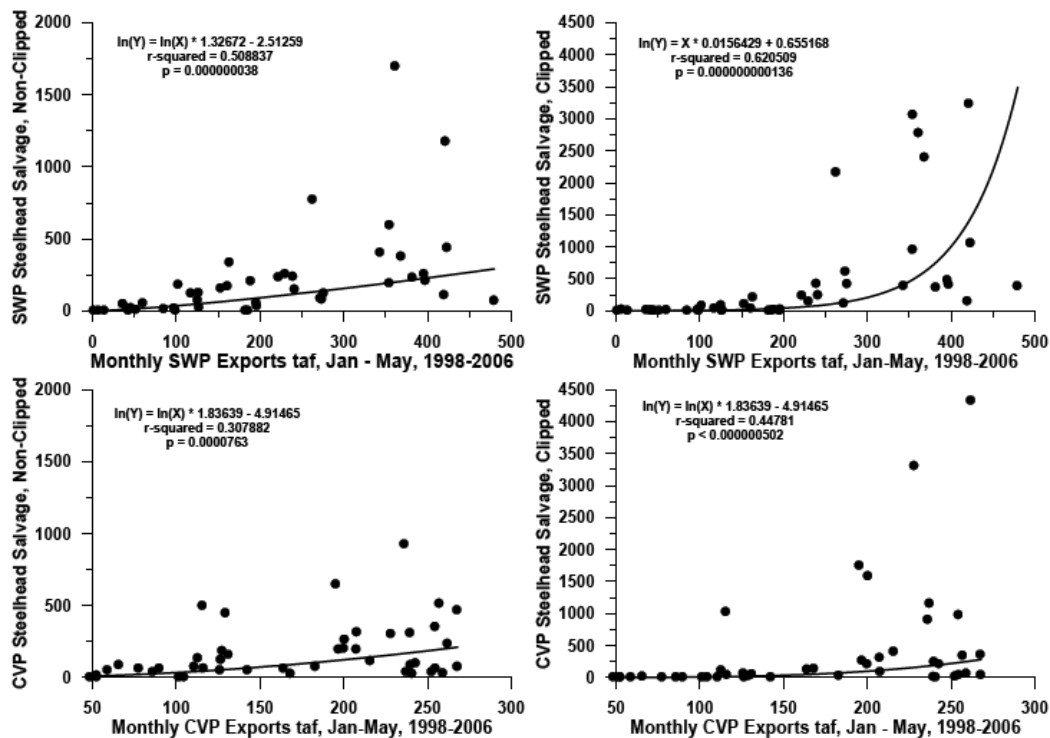 SWP Steelhead Salvage, Non-Clipped
2000
1500
1000
500
0
ln(Y) = ln(X) * 1.32672 - 2.51259
r-squared = 0.508837
p = 0.000000038
0 100 200 300 400 500
Monthly SWP Exports taf, Jan - May, 1998-2006
SWP Steelhead Salvage, Clipped
4500
4000
3500
3000
2500
2000
1500
1000
500
0
ln(Y) = X * 0.0156429 + 0.655168
r-squared = 0.620509
p = 0.000000000136
0 100 200 300 400 500
Monthly SWP Exports taf, Jan-May, 1998-2006
CVP Steelhead Salvage, Non-Clipped
2000
1500
1000
500
0
ln(Y) = ln(X) * 1.83639 - 4.91465
r-squared = 0.307882
p = 0.0000763
50 100 150 200 250 300
Monthly CVP Exports taf, Jan-May, 1998-2006
CVP Steelhead Salvage, Clipped
4500
4000
3500
3000
2500
2000
1500
1000
500
0
ln(Y) = ln(X) * 1.83639 - 4.91465
r-squared = 0.44781
p < 0.000000502
50 100 150 200 250 300
Monthly CVP Exports taf, Jan - May, 1998-2006